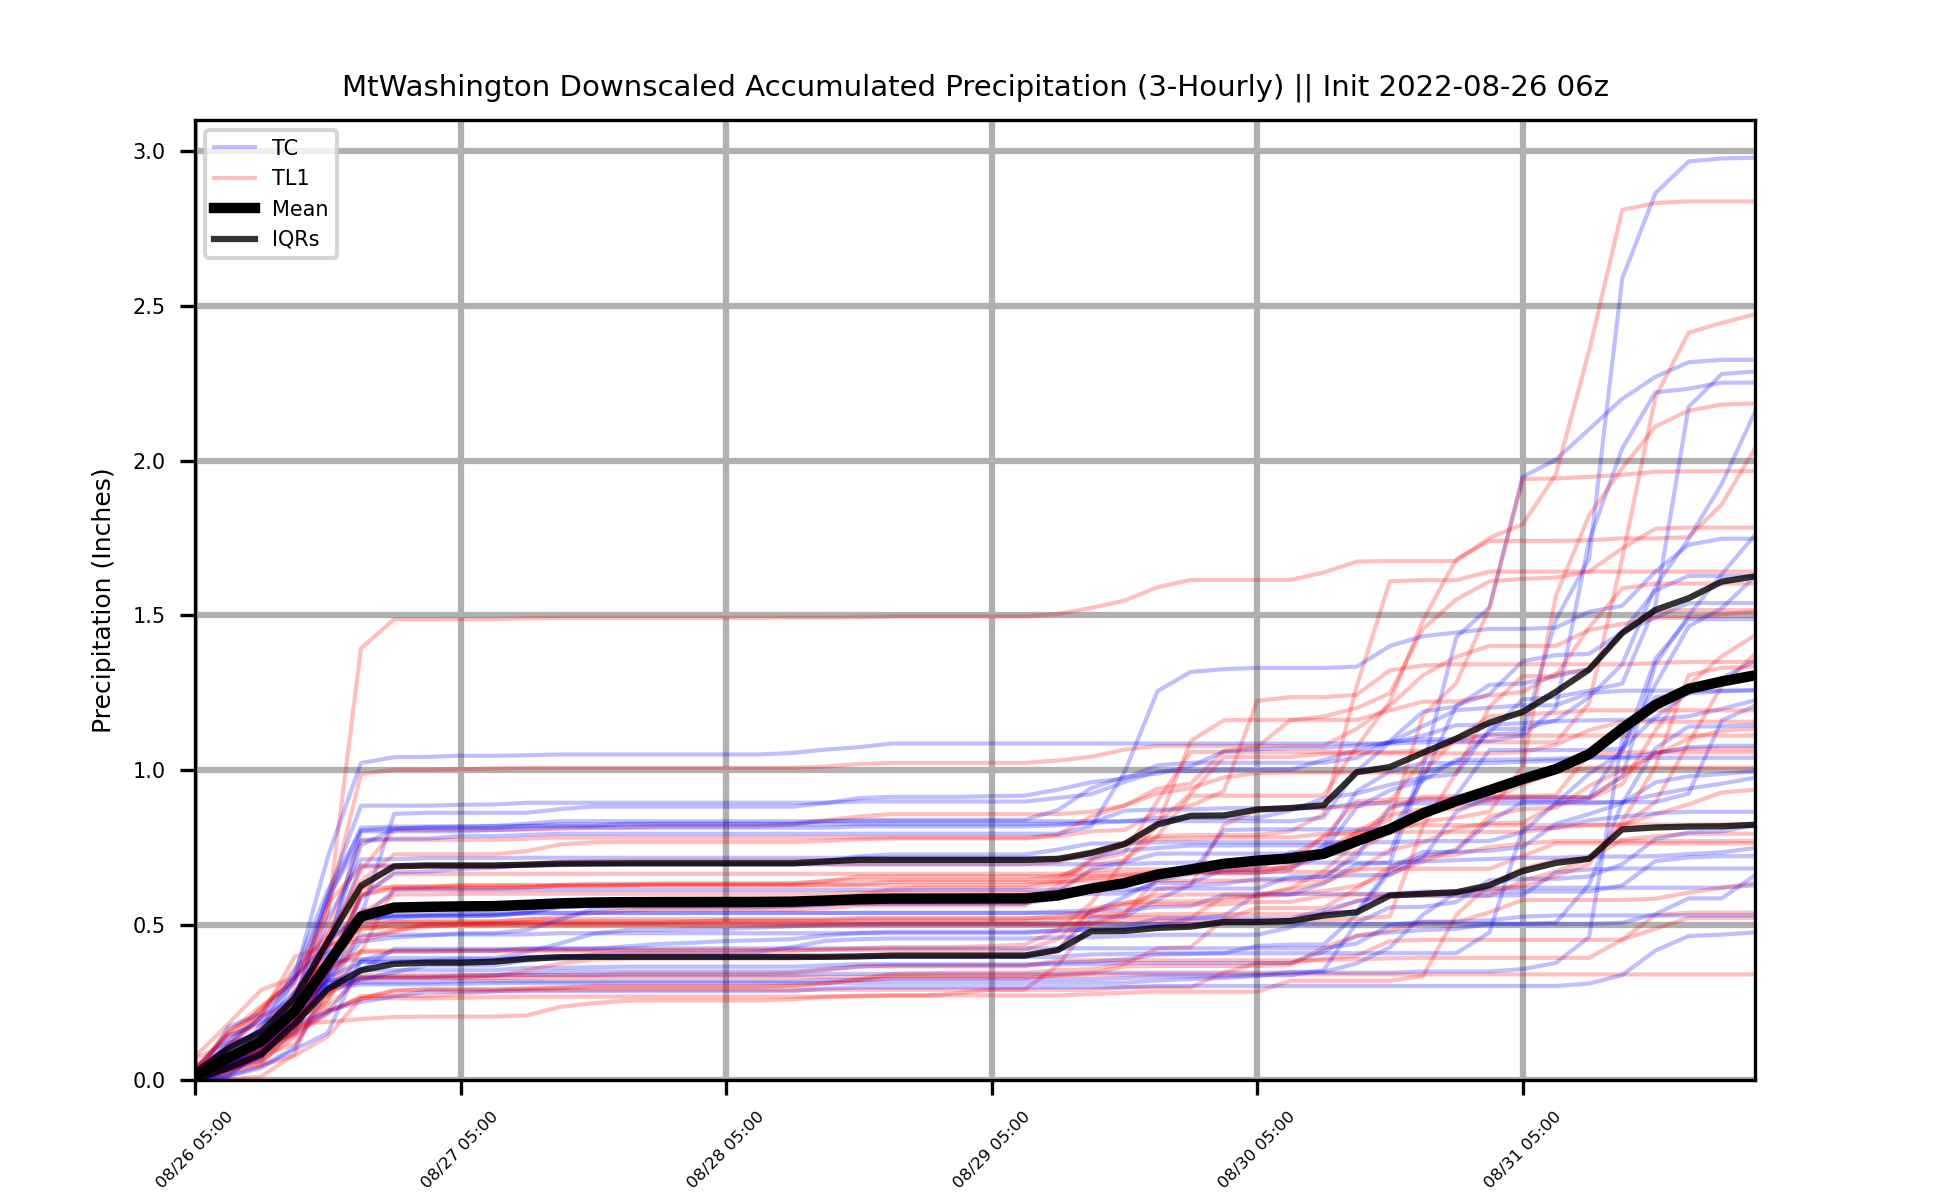 MtWashington Downscaled Accumulated Precipitation (3-Hourly) || Init 2022-08-26 06z
TC
TL1
Mean
IQRs
Precipitation (Inches)
3.0
2.5
2.0
1.5
1.0
0.5
0.0
08/26 05:00
08/27 05:00
08/28 05:00
08/29 05:00
08/30 05:00
08/31 05:00